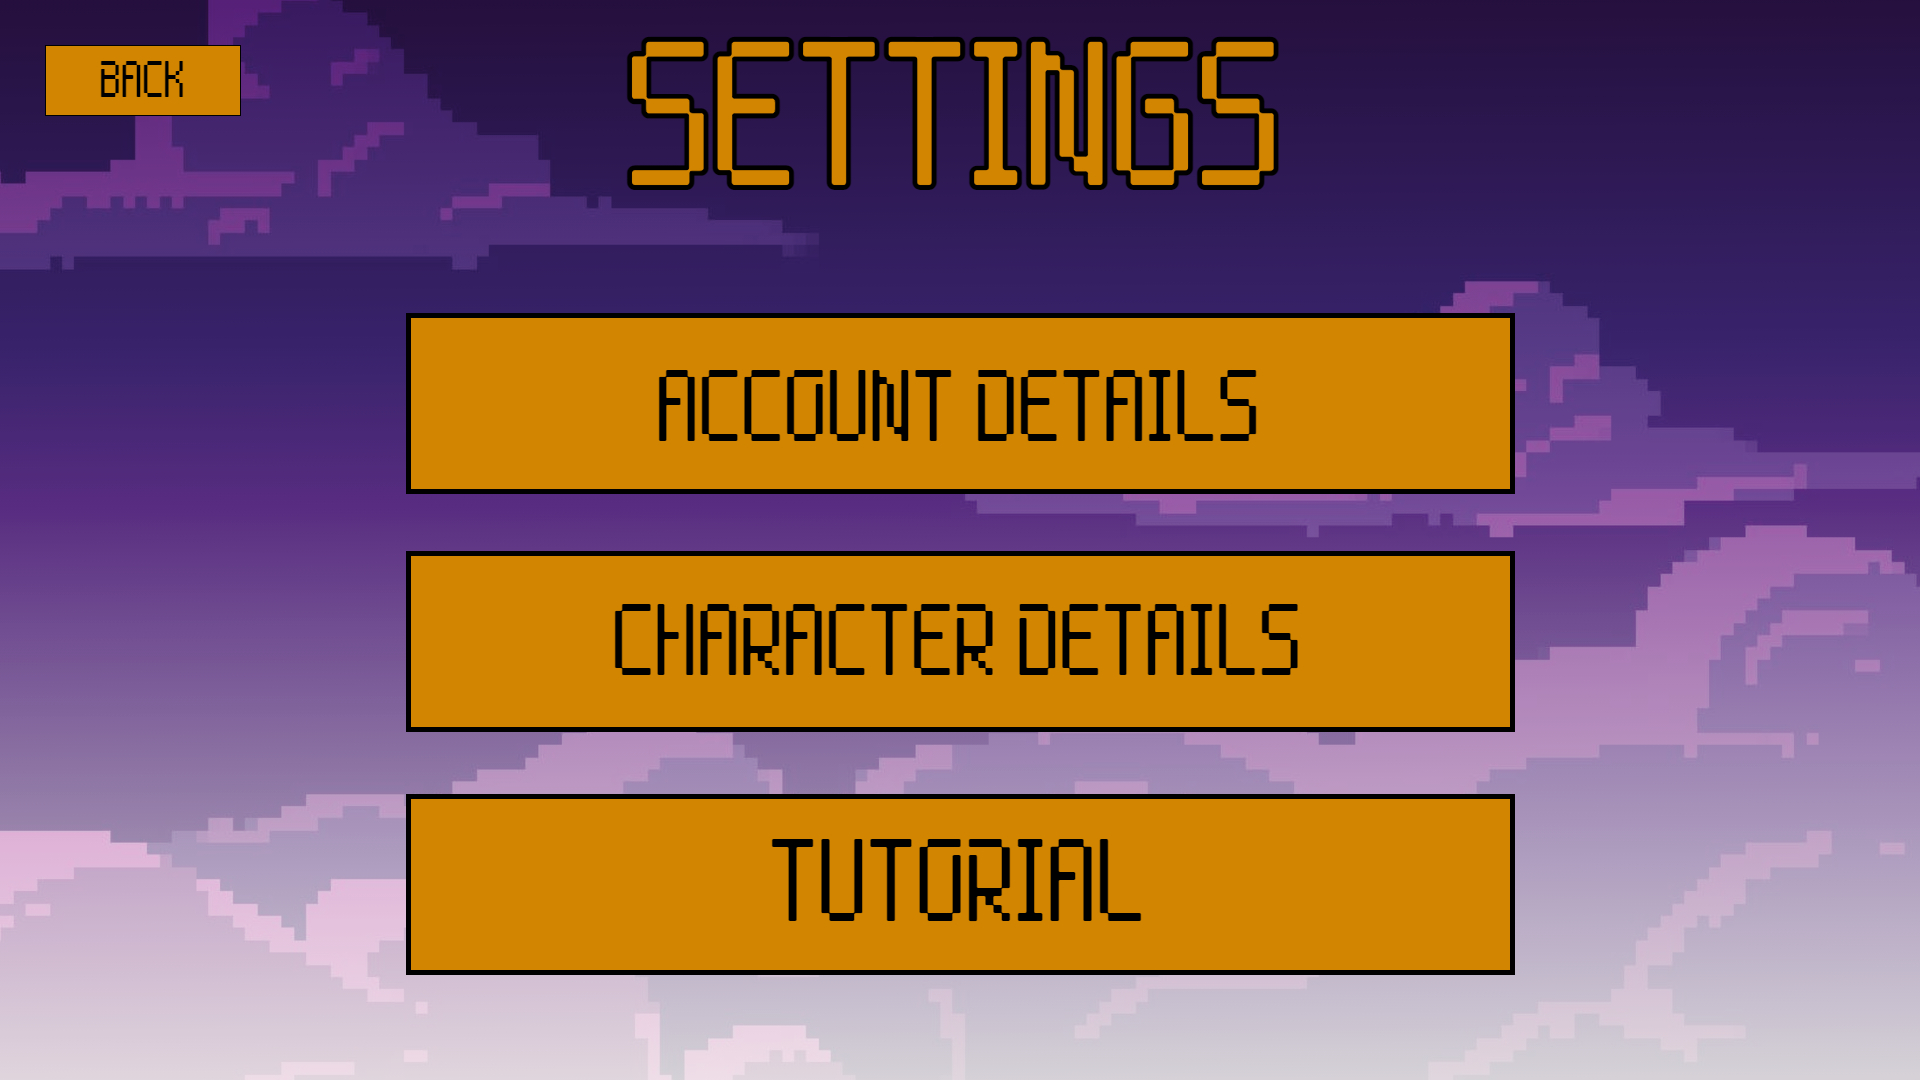 BACK
SETTINGS
ACCOUNT DETAILS
CHARACTER DETAILS
TUTORIAL